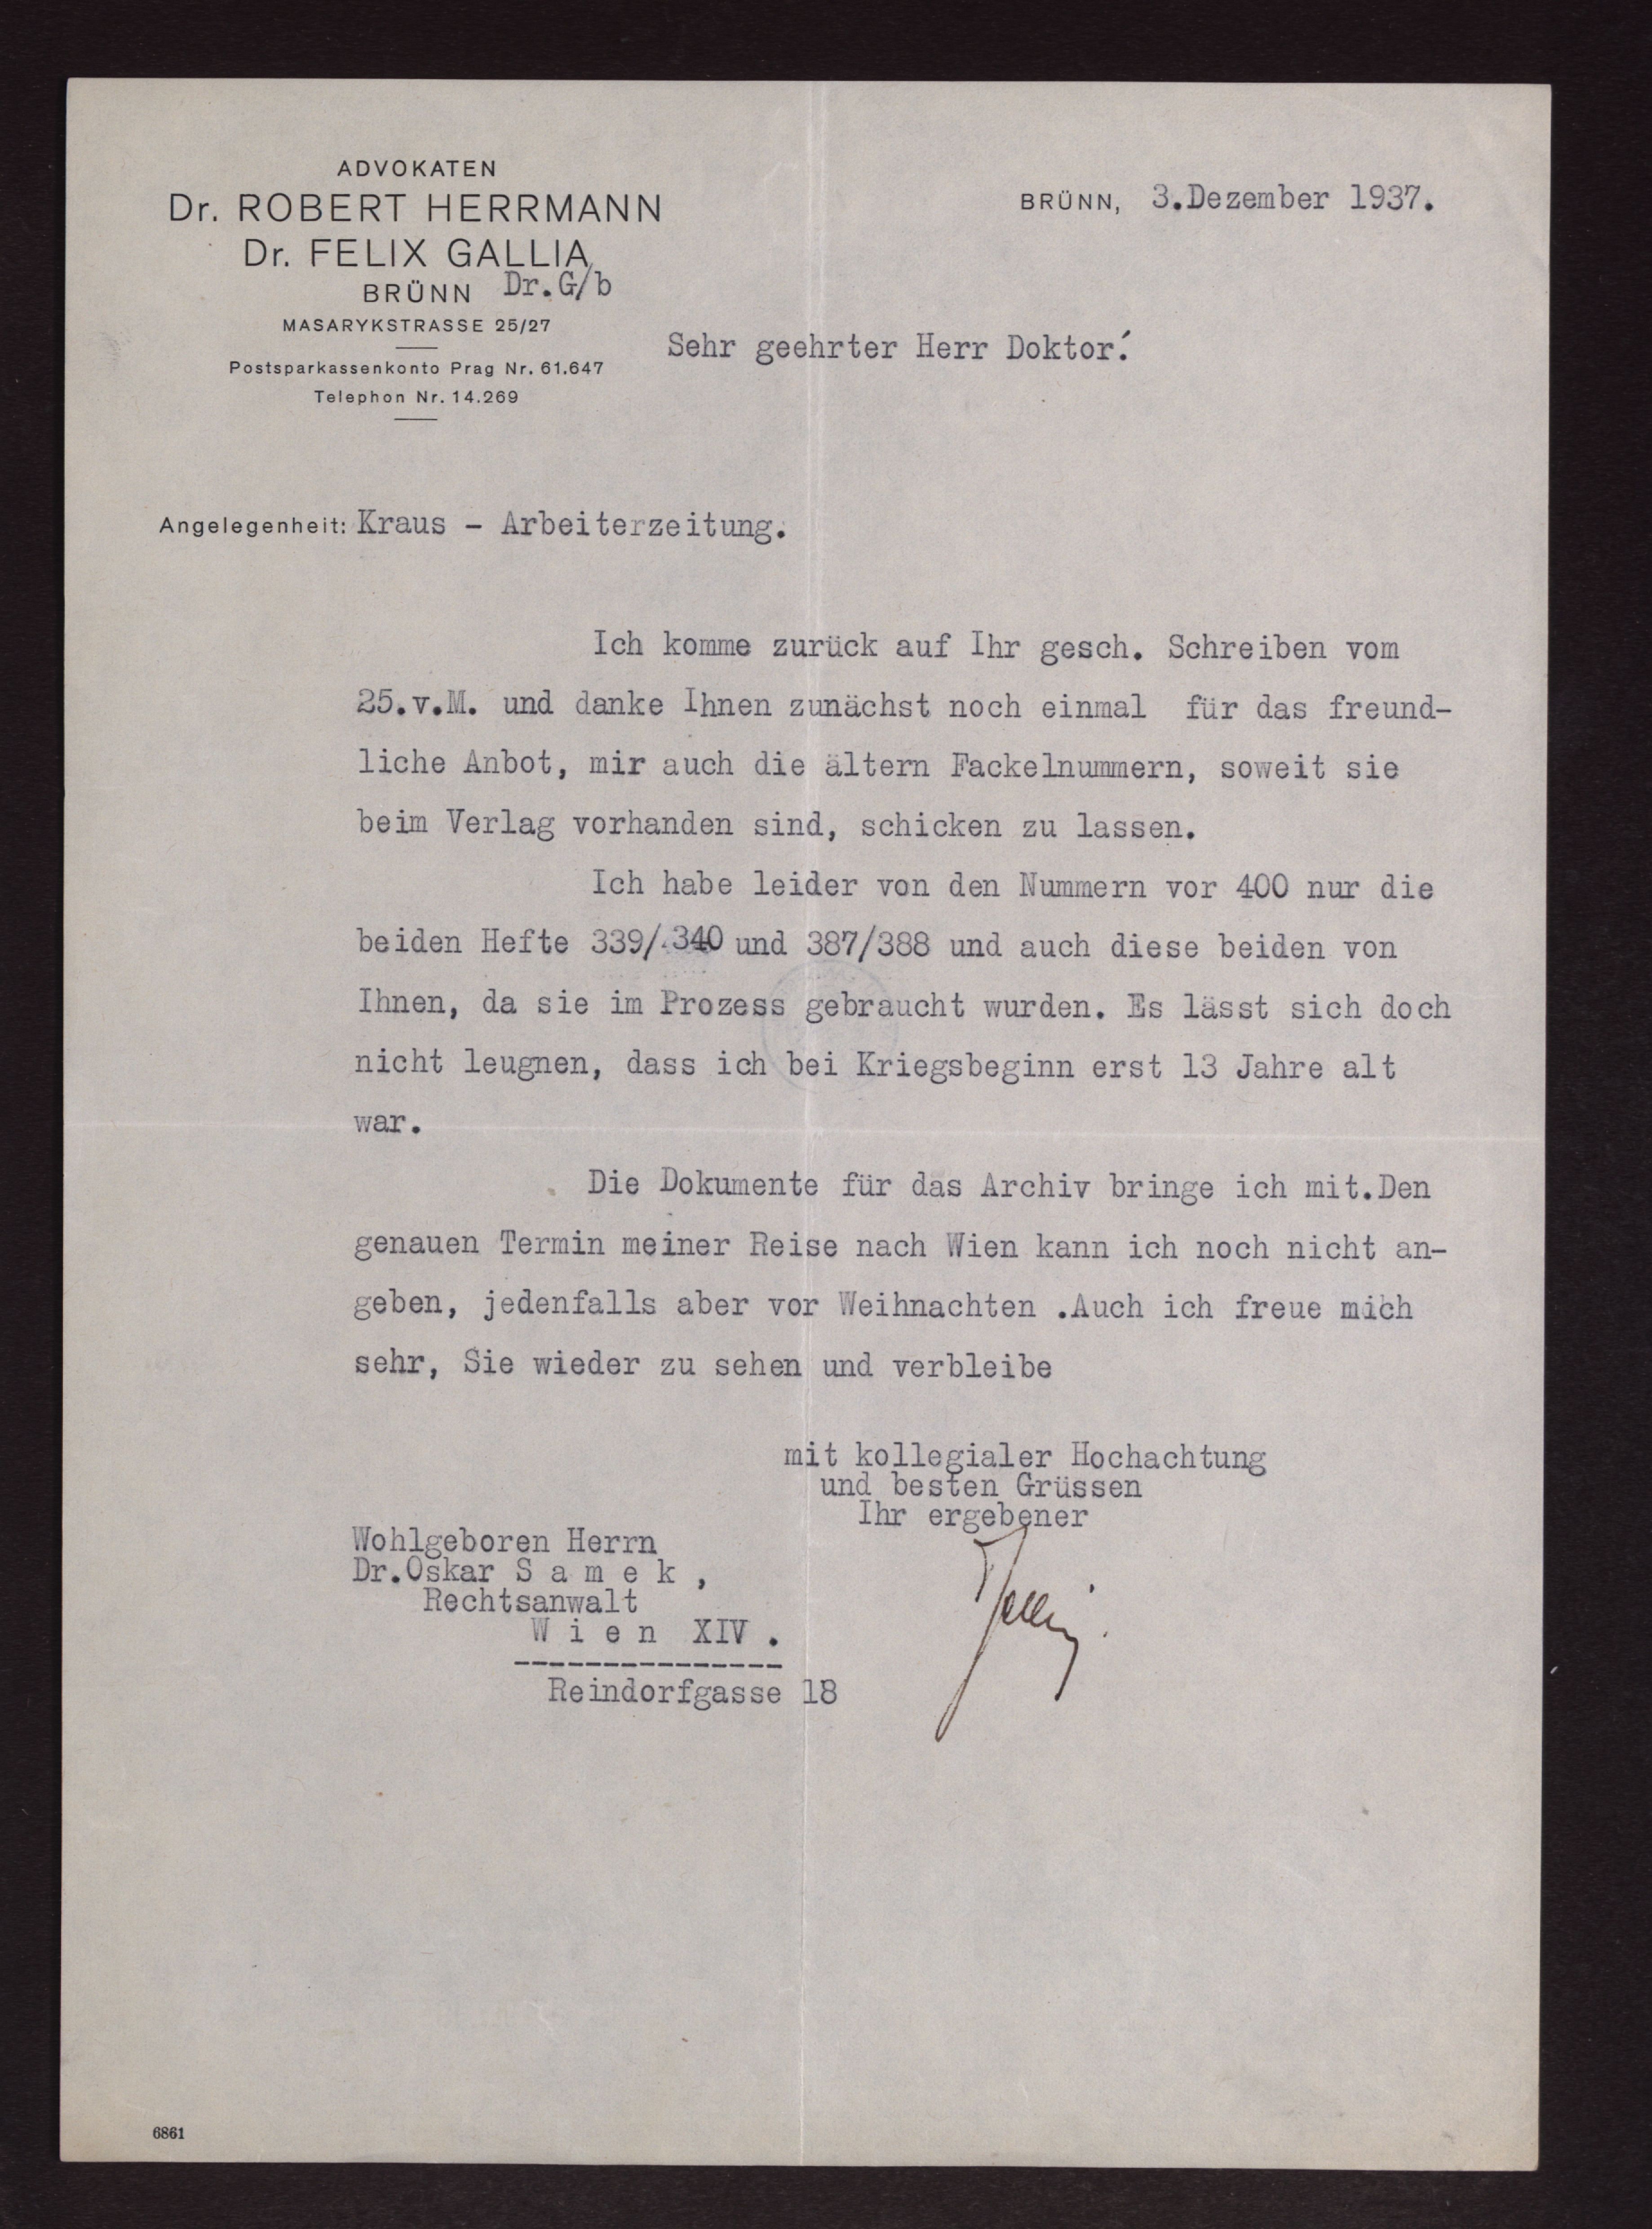 ADVOKATEN
Dr. ROBERT HERRMANN
Dr. FELIX GALLIA
BRÜNN Dr.G/b
MASARYKSTRASSE 25/27
Postsparkassenkonto Prag Nr. 61.647
Telephon Nr. 14.269
BRÜNN, 3.Dezember 1937.
Sehr geehrter Herr Doktor!
Angelegenheit: Kraus - Arbeiterzeitung.
Ich komme zurück auf Ihr gesch. Schreiben vom
25.v.M. und danke Ihnen zunächst noch einmal für das freund-
liche Anbot, mir auch die ältern Fackelnummern, soweit sie
beim Verlag vorhanden sind, schicken zu lassen.
Ich habe leider von den Nummern vor 400 nur die
beiden Hefte 339/340 und 387/388 und auch diese beiden von
Ihnen, da sie im Prozess gebraucht wurden. Es lässt sich doch
nicht leugnen, dass ich bei Kriegsbeginn erst 13 Jahre alt
war.
Die Dokumente für das Archiv bringe ich mit.Den
genauen Termin meiner Reise nach Wien kann ich noch nicht an-
geben, jedenfalls aber vor Weihnachten .Auch ich freue mich
sehr, Sie wieder zu sehen und verbleibe
mit kollegialer Hochachtung
und besten Grüssen
Ihr ergebener
Wohlgeboren Herrn
Dr.Oskar S a m e k ,
Rechtsanwalt
W i e n XIV .
---------------
Reindorfgasse 18
6861